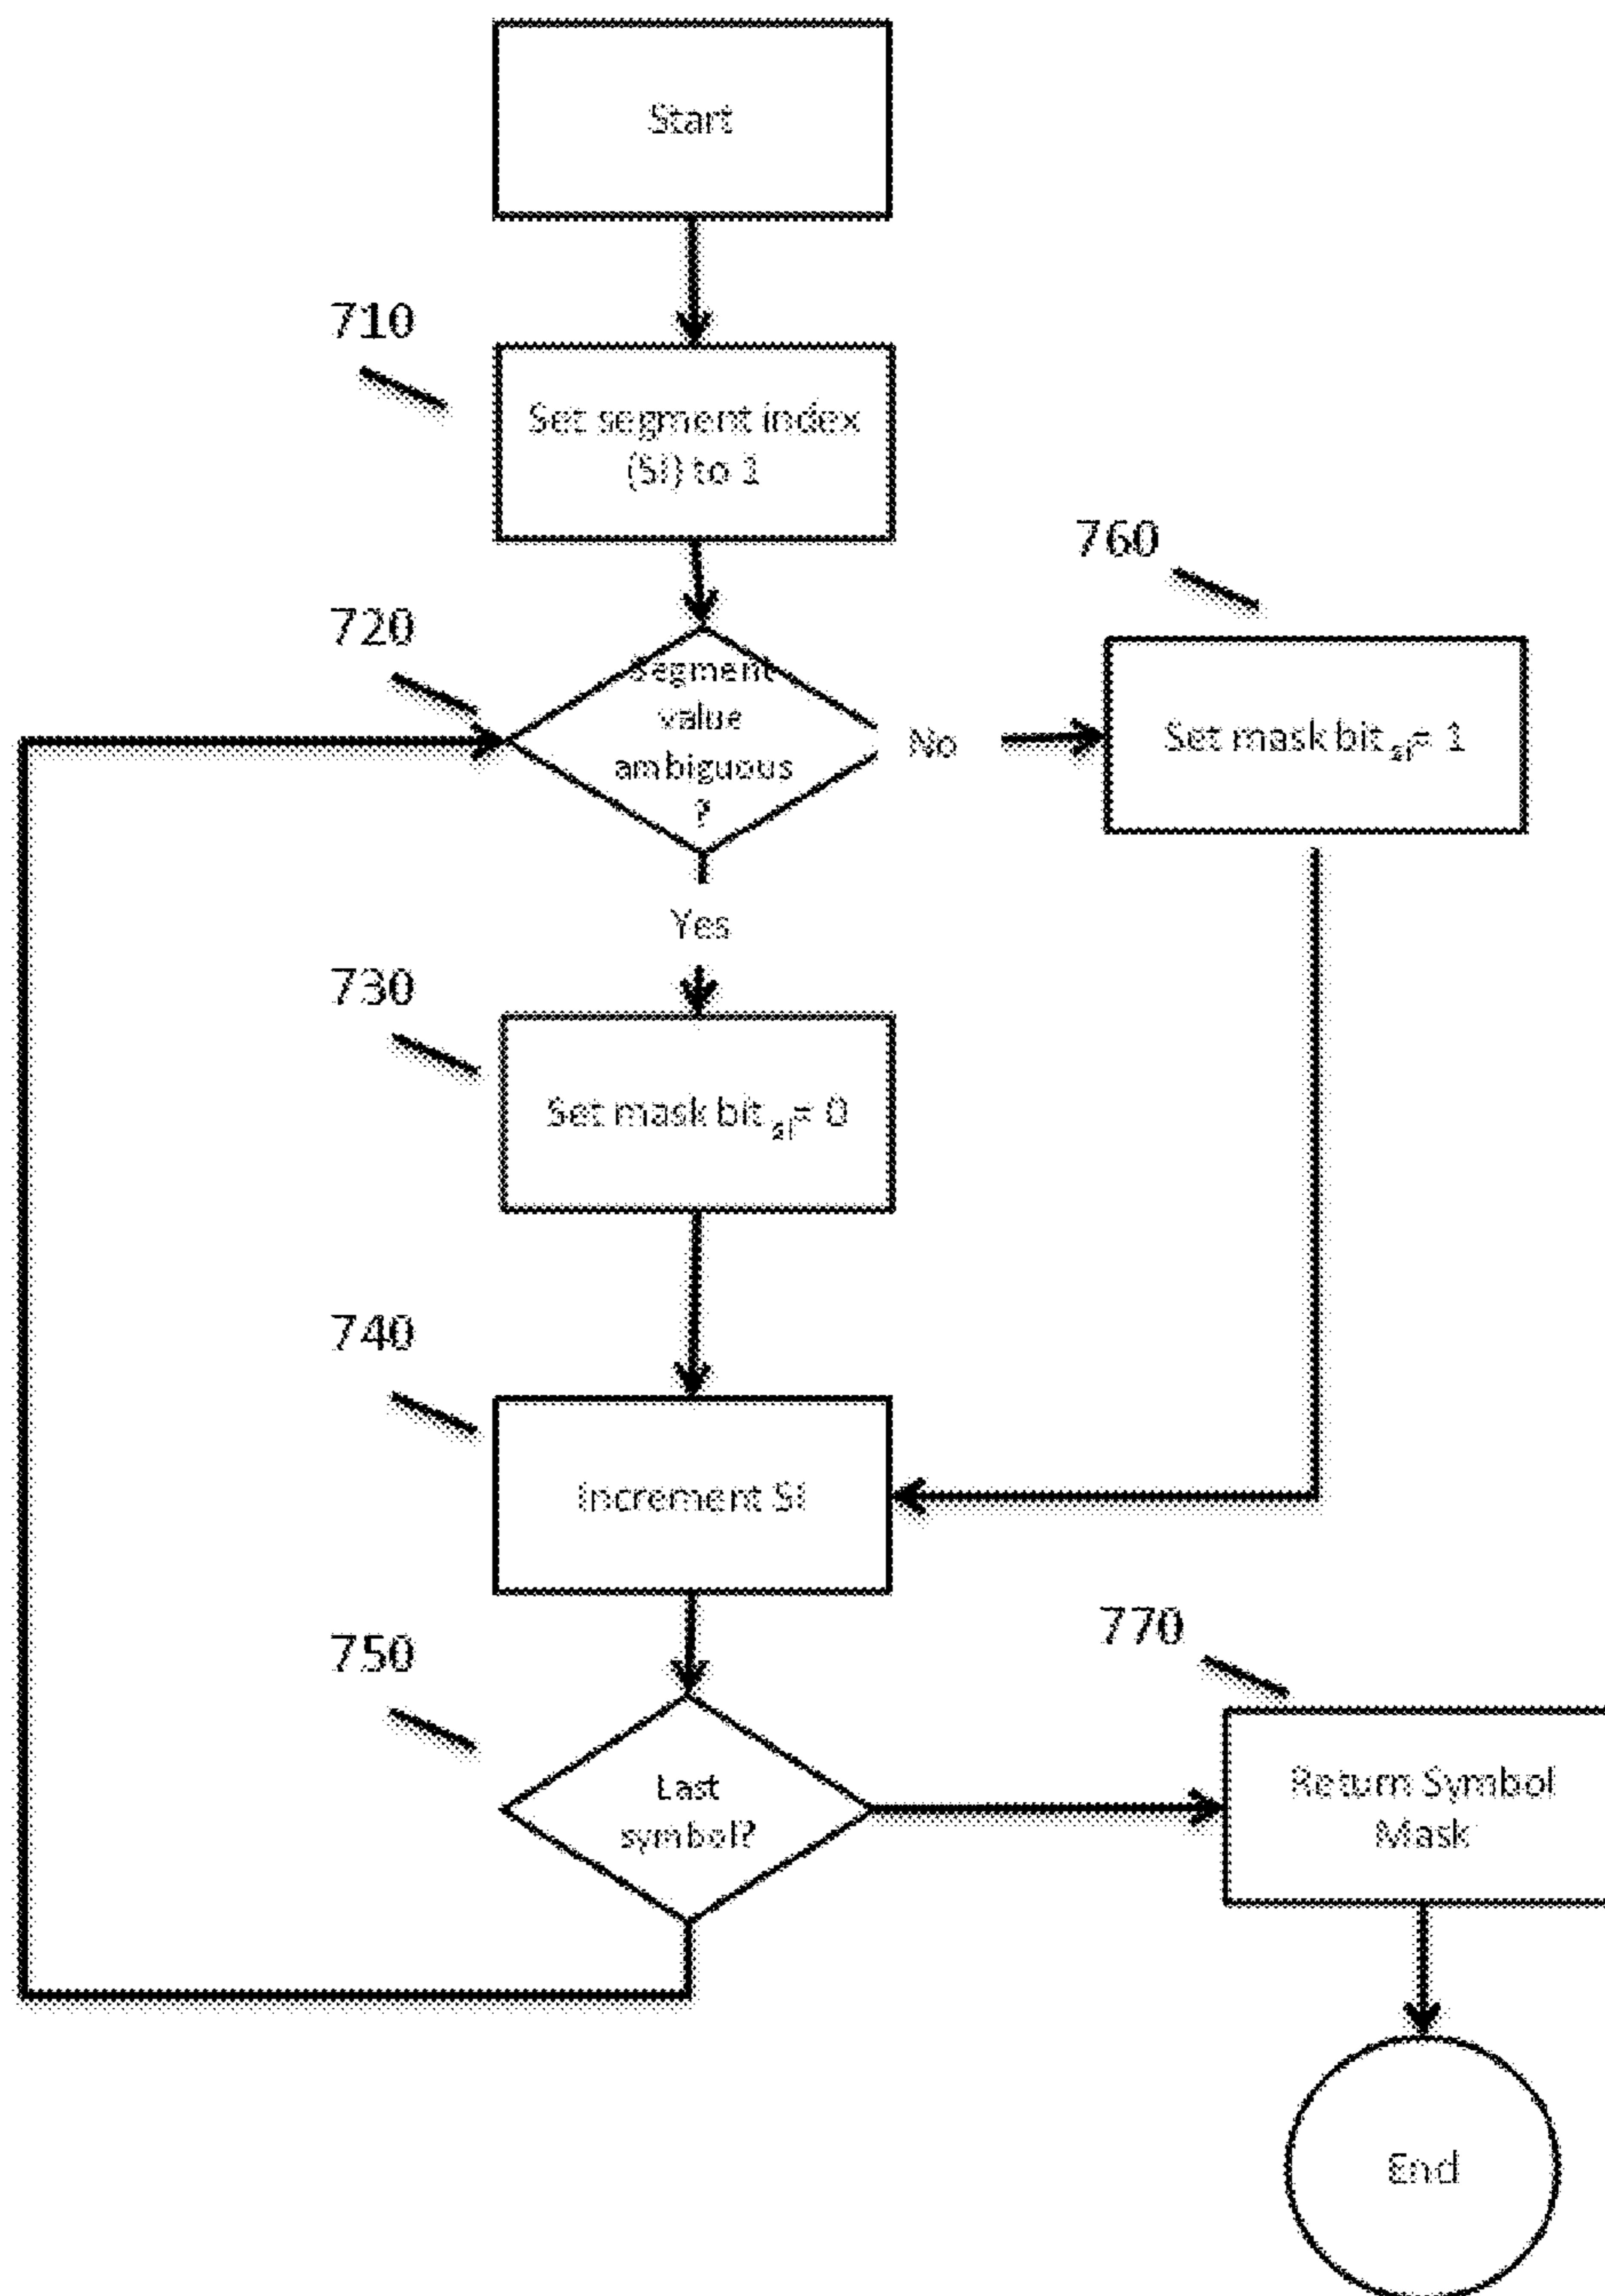 Start
710
Set segment index
(SI) to 1
760
720
Segment
value
ambiguous
?
No
Set mask bit SI= 1
Yes
730
Set mask bit SI= 0
740
Increment SI
750
770
Last
symbol?
Return Symbol
Mask
End